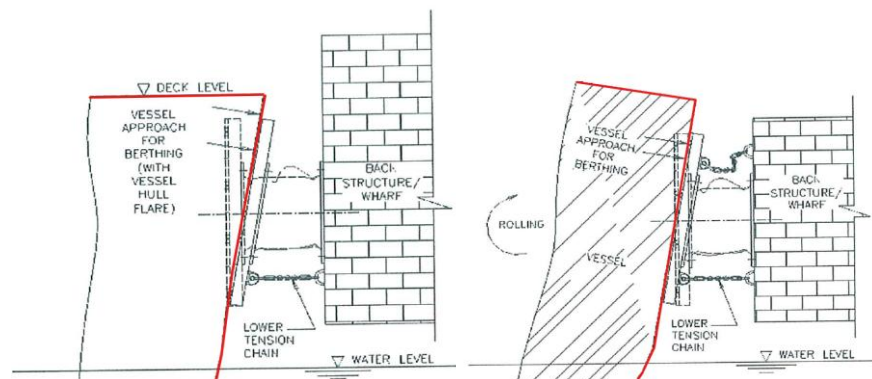 DECK LEVEL
VESSEL
APPROACH
FOR
BERTHING
(WITH
VESSEL
HULL
FLARE)
BACK
STRUCTURE/
WHARF
LOWER
TENSION
CHAIN
WATER LEVEL
VESSEL
APPROACH
FOR
BERTHING
BACK
STRUCTURE/
WHARF
ROLLING
VESSEL
LOWER
TENSION
CHAIN
WATER LEVEL